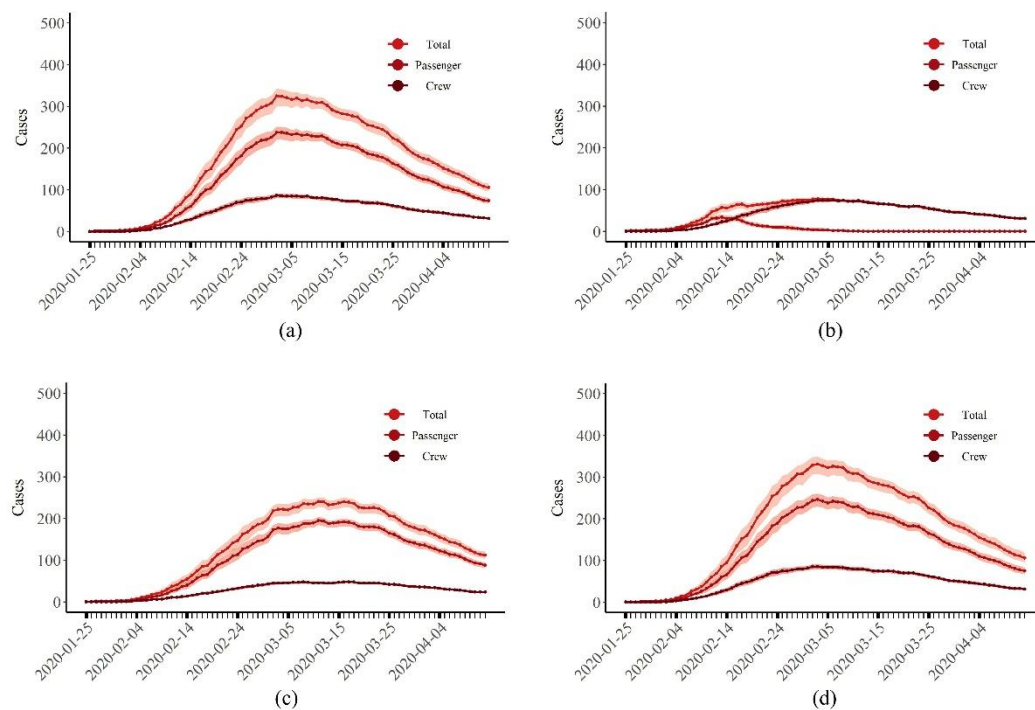 500
400
300
200
100
0
Cases
Total
Passenger
Crew
2020-01-25
2020-02-04
2020-02-14
2020-02-24
2020-03-05
2020-03-15
2020-03-25
2020-04-04
(a)
500
400
300
200
100
0
Cases
Total
Passenger
Crew
2020-01-25
2020-02-04
2020-02-14
2020-02-24
2020-03-05
2020-03-15
2020-03-25
2020-04-04
(b)
500
400
300
200
100
0
Cases
Total
Passenger
Crew
2020-01-25
2020-02-04
2020-02-14
2020-02-24
2020-03-05
2020-03-15
2020-03-25
2020-04-04
(c)
500
400
300
200
100
0
Cases
Total
Passenger
Crew
2020-01-25
2020-02-04
2020-02-14
2020-02-24
2020-03-05
2020-03-15
2020-03-25
2020-04-04
(d)